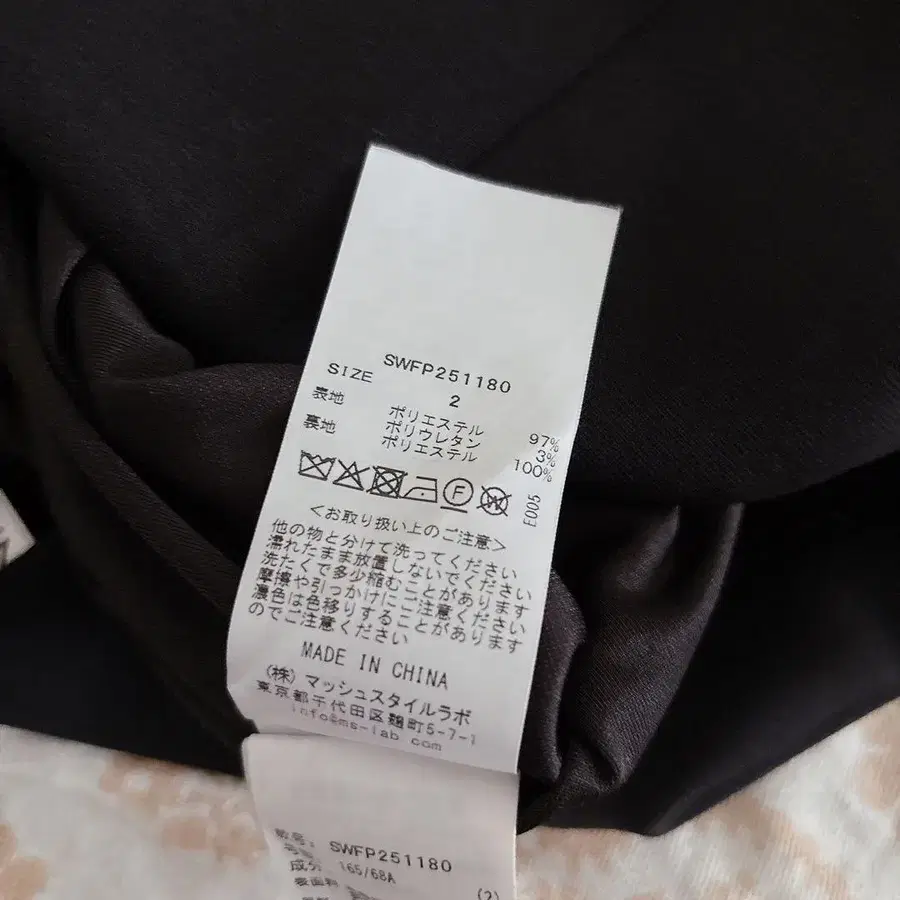 SWFP251180
SIZE 2
表地 ポリエステル 97%
ポリウレタン 3%
裏地 ポリエステル 100%
F
W
E005
<お取り扱い上のご注意>
他の物と分けて洗ってください
濡れたまま放置しないでください
洗たくで多少縮むことがあります
摩擦や引っかけにご注意ください
濃色は色移りすることがあります
のでご注意ください
MADE IN CHINA
(株)マッシュスタイルラボ
東京都千代田区麹町5-7-1
info@ms-lab com
款号: SWFP251180
165/68A
成分
表面料
(2)